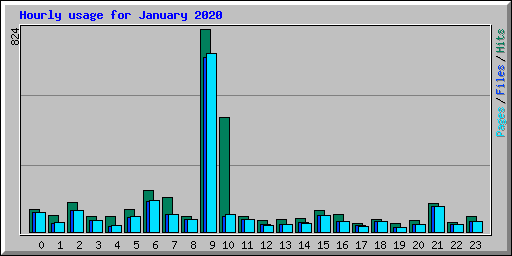 Hourly usage for January 2020
824
Pages/Files/Hits
0 1 2 3 4 5 6 7 8 9 10 11 12 13 14 15 16 17 18 19 20 21 22 23